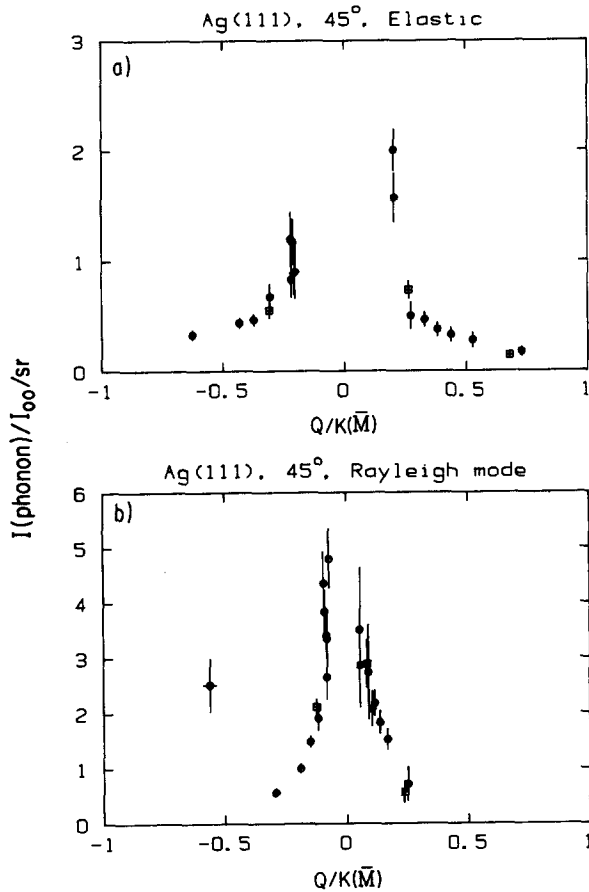 Ag(111), 45°, Elastic
a)
3
2
1
0
-1 -0.5 0 0.5 1
Q/K(M̄)
I(phonon)/I₀₀/sr
Ag(111), 45°, Rayleigh mode
b)
6
5
4
3
2
1
0
-1 -0.5 0 0.5 1
Q/K(M̄)